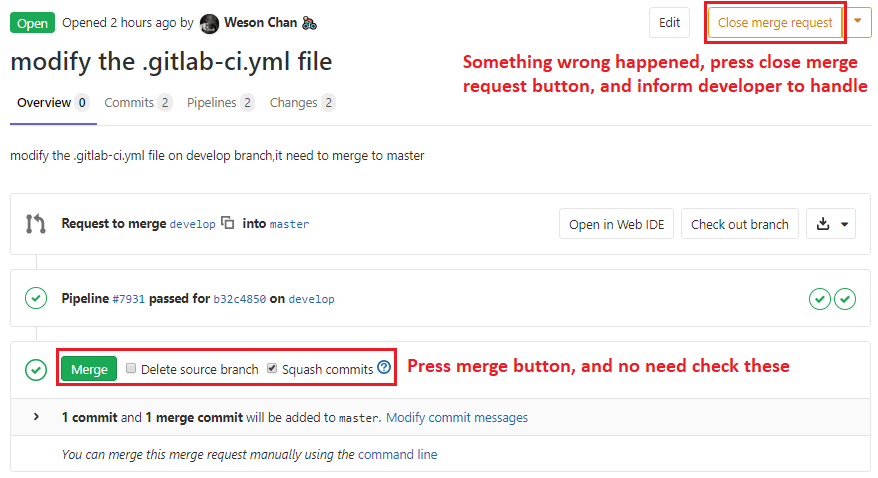 Open Opened 2 hours ago by Weson Chan Edit Close merge request
modify the .gitlab-ci.yml file
Something wrong happened, press close merge
request button, and inform developer to handle
Overview 0 Commits 2 Pipelines 2 Changes 2
modify the .gitlab-ci.yml file on develop branch,it need to merge to master
Request to merge develop into master Open in Web IDE Check out branch
Pipeline #7931 passed for b32c4850 on develop
Merge Delete source branch Squash commits Press merge button, and no need check these
1 commit and 1 merge commit will be added to master. Modify commit messages
You can merge this merge request manually using the command line